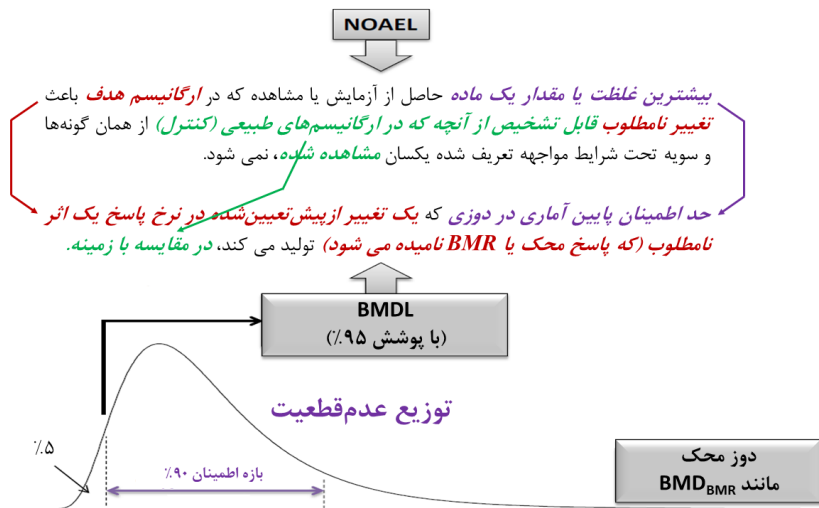 NOAEL
بیشترین غلظت یا مقدار یک ماده حاصل از آزمایش یا مشاهده که در ارگانیسم هدف باعث
تغییر نامطلوب قابل تشخیص از آنچه که در ارگانیسم‌های طبیعی (کنترل) از همان گونه‌ها
و سویه تحت شرایط مواجهه تعریف شده یکسان مشاهده شده، نمی شود.
حد اطمینان پایین آماری در دوزی که یک تغییر ازپیش‌تعیین‌شده در نرخ پاسخ یک اثر
نامطلوب (که پاسخ محک یا BMR نامیده می شود) تولید می کند، در مقایسه با زمینه.
BMDL
(با پوشش ۹۵٪)
توزیع عدم‌قطعیت
۵٪
بازه اطمینان ۹۰٪
دوز محک
مانند BMD_BMR